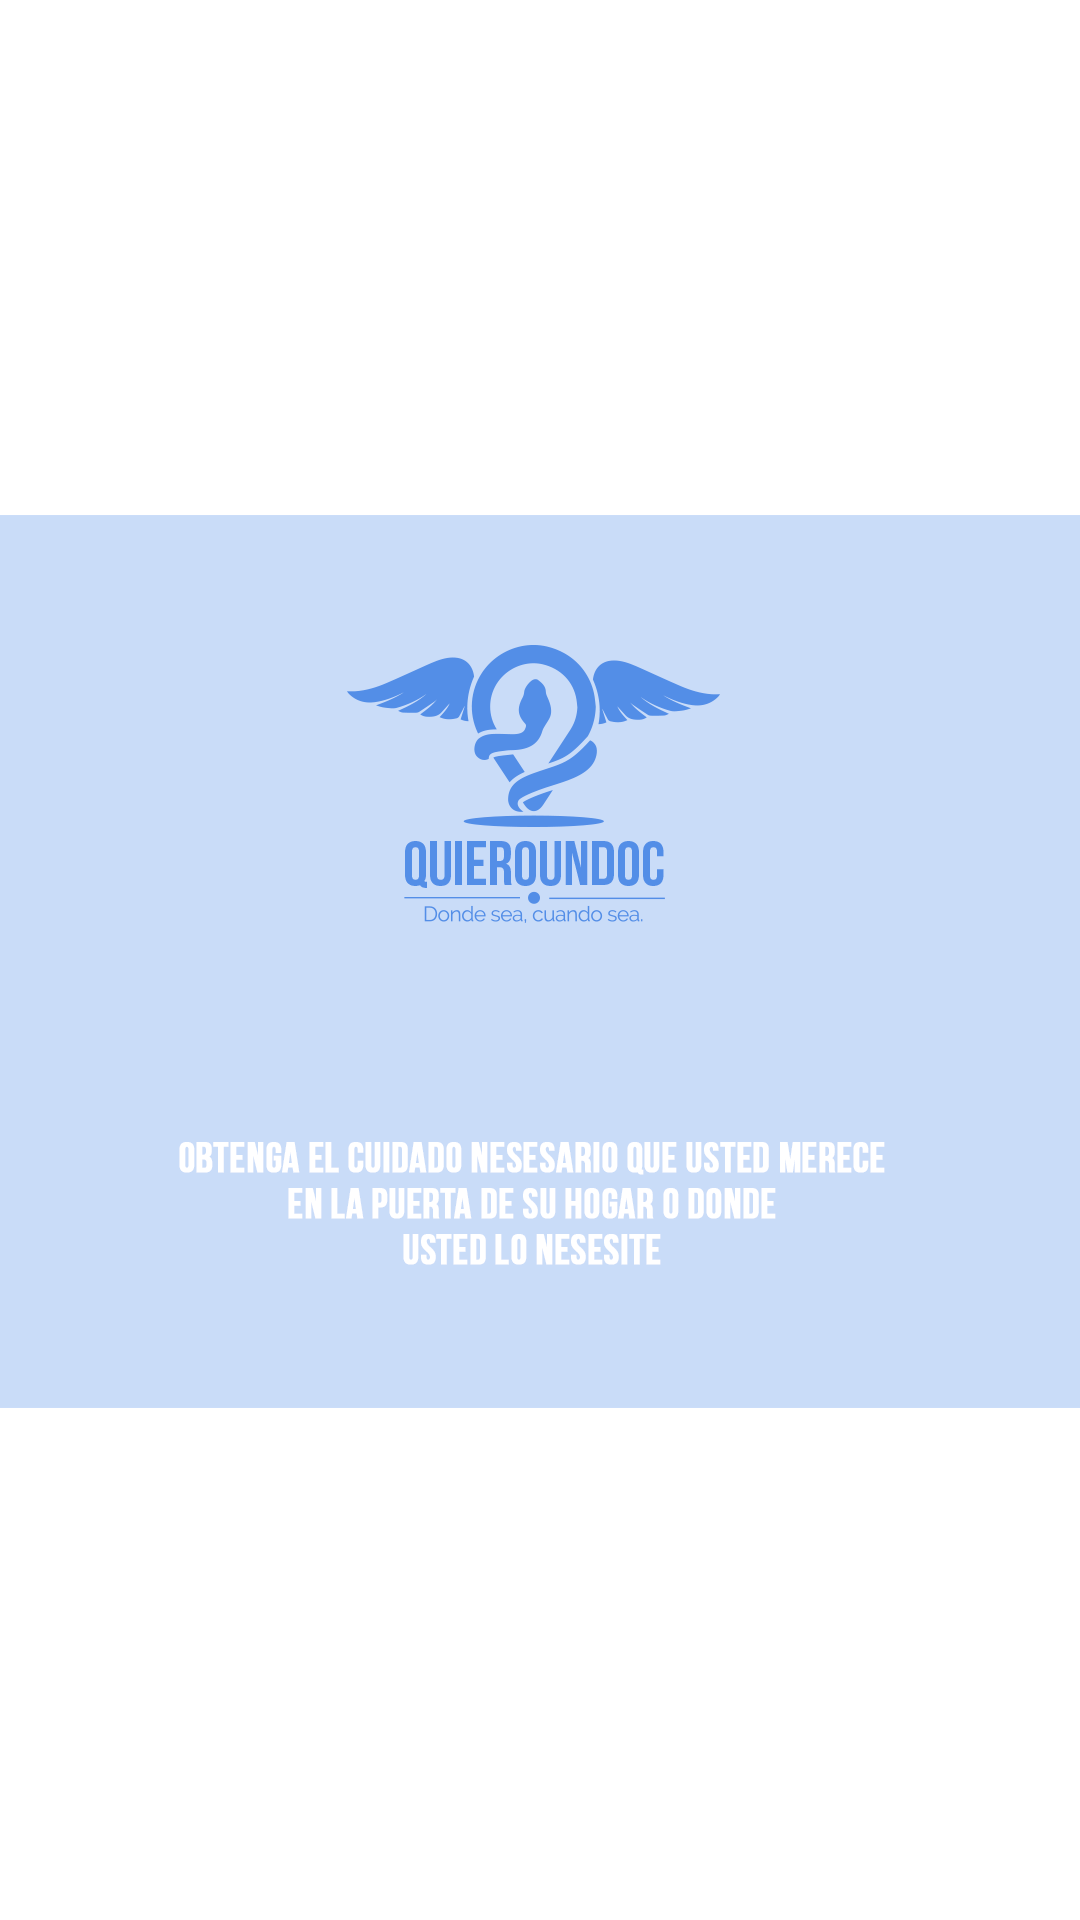 QUIEROUNDOC
Donde sea, cuando sea.
OBTENGA EL CUIDADO NESESARIO QUE USTED MERECE
EN LA PUERTA DE SU HOGAR O DONDE
USTED LO NESESITE